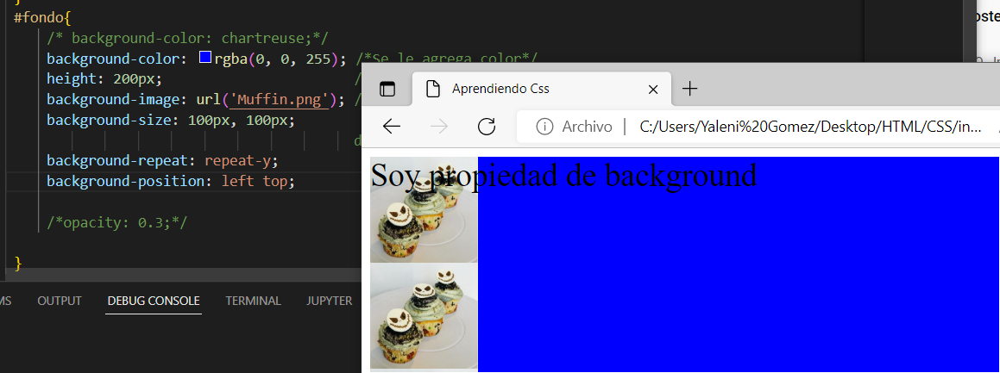 }
#fondo{
/* background-color: chartreuse;*/
background-color: rgba(0, 0, 255); /*Se le agrega color*/
height: 200px; /
background-image: url('Muffin.png'); /
background-size: 100px, 100px;
d
background-repeat: repeat-y;
background-position: left top;
/*opacity: 0.3;*/
}
MS OUTPUT DEBUG CONSOLE TERMINAL JUPYTER
Aprendiendo Css
Archivo | C:/Users/Yaleni%20Gomez/Desktop/HTML/CSS/in...
Soy propiedad de background
oste